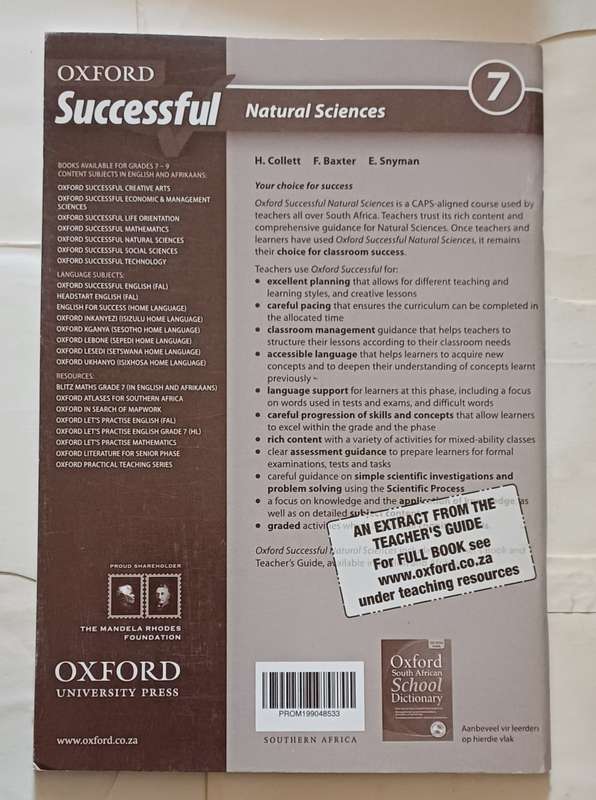 OXFORD
Successful
Natural Sciences
7
BOOKS AVAILABLE FOR GRADES 7 – 9
CONTENT SUBJECTS IN ENGLISH AND AFRIKAANS:
OXFORD SUCCESSFUL CREATIVE ARTS
OXFORD SUCCESSFUL ECONOMIC & MANAGEMENT
SCIENCES
OXFORD SUCCESSFUL LIFE ORIENTATION
OXFORD SUCCESSFUL MATHEMATICS
OXFORD SUCCESSFUL NATURAL SCIENCES
OXFORD SUCCESSFUL SOCIAL SCIENCES
OXFORD SUCCESSFUL TECHNOLOGY
LANGUAGE SUBJECTS:
OXFORD SUCCESSFUL ENGLISH (FAL)
HEADSTART ENGLISH (FAL)
ENGLISH FOR SUCCESS (HOME LANGUAGE)
OXFORD INKANYEZI (ISIZULU HOME LANGUAGE)
OXFORD KGANYA (SESOTHO HOME LANGUAGE)
OXFORD LEBONE (SEPEDI HOME LANGUAGE)
OXFORD LESEDI (SETSWANA HOME LANGUAGE)
OXFORD UKHANYO (ISIXHOSA HOME LANGUAGE)
RESOURCES:
BLITZ MATHS GRADE 7 (IN ENGLISH AND AFRIKAANS)
OXFORD ATLASES FOR SOUTHERN AFRICA
OXFORD IN SEARCH OF MAPWORK
OXFORD LET'S PRACTISE ENGLISH (FAL)
OXFORD LET'S PRACTISE ENGLISH GRADE 7 (HL)
OXFORD LET'S PRACTISE MATHEMATICS
OXFORD LITERATURE FOR SENIOR PHASE
OXFORD PRACTICAL TEACHING SERIES
PROUD SHAREHOLDER
THE MANDELA RHODES
FOUNDATION
OXFORD
UNIVERSITY PRESS
www.oxford.co.za
H. Collett F. Baxter E. Snyman
Your choice for success
Oxford Successful Natural Sciences is a CAPS-aligned course used by
teachers all over South Africa. Teachers trust its rich content and
comprehensive guidance for Natural Sciences. Once teachers and
learners have used Oxford Successful Natural Sciences, it remains
their choice for classroom success.
Teachers use Oxford Successful for:
• excellent planning that allows for different teaching and
learning styles, and creative lessons
• careful pacing that ensures the curriculum can be completed in
the allocated time
• classroom management guidance that helps teachers to
structure their lessons according to their classroom needs
• accessible language that helps learners to acquire new
concepts and to deepen their understanding of concepts learnt
previously
• language support for learners at this phase, including a focus
on words used in tests and exams, and difficult words
• careful progression of skills and concepts that allow learners
to excel within the grade and the phase
• rich content with a variety of activities for mixed-ability classes
• clear assessment guidance to prepare learners for formal
examinations, tests and tasks
• careful guidance on simple scientific investigations and
problem solving using the Scientific Process
• a focus on knowledge and the application of knowledge as
well as on detailed subject content
• graded activities
Oxford Successful Natural Sciences
Teacher's Guide, available
AN EXTRACT FROM THE
TEACHER'S GUIDE
For FULL BOOK see
www.oxford.co.za
under teaching resources
PROM199048533
SOUTHERN AFRICA
Oxford
South African
School
Dictionary
Aanbeveel vir leerders
op hierdie vlak